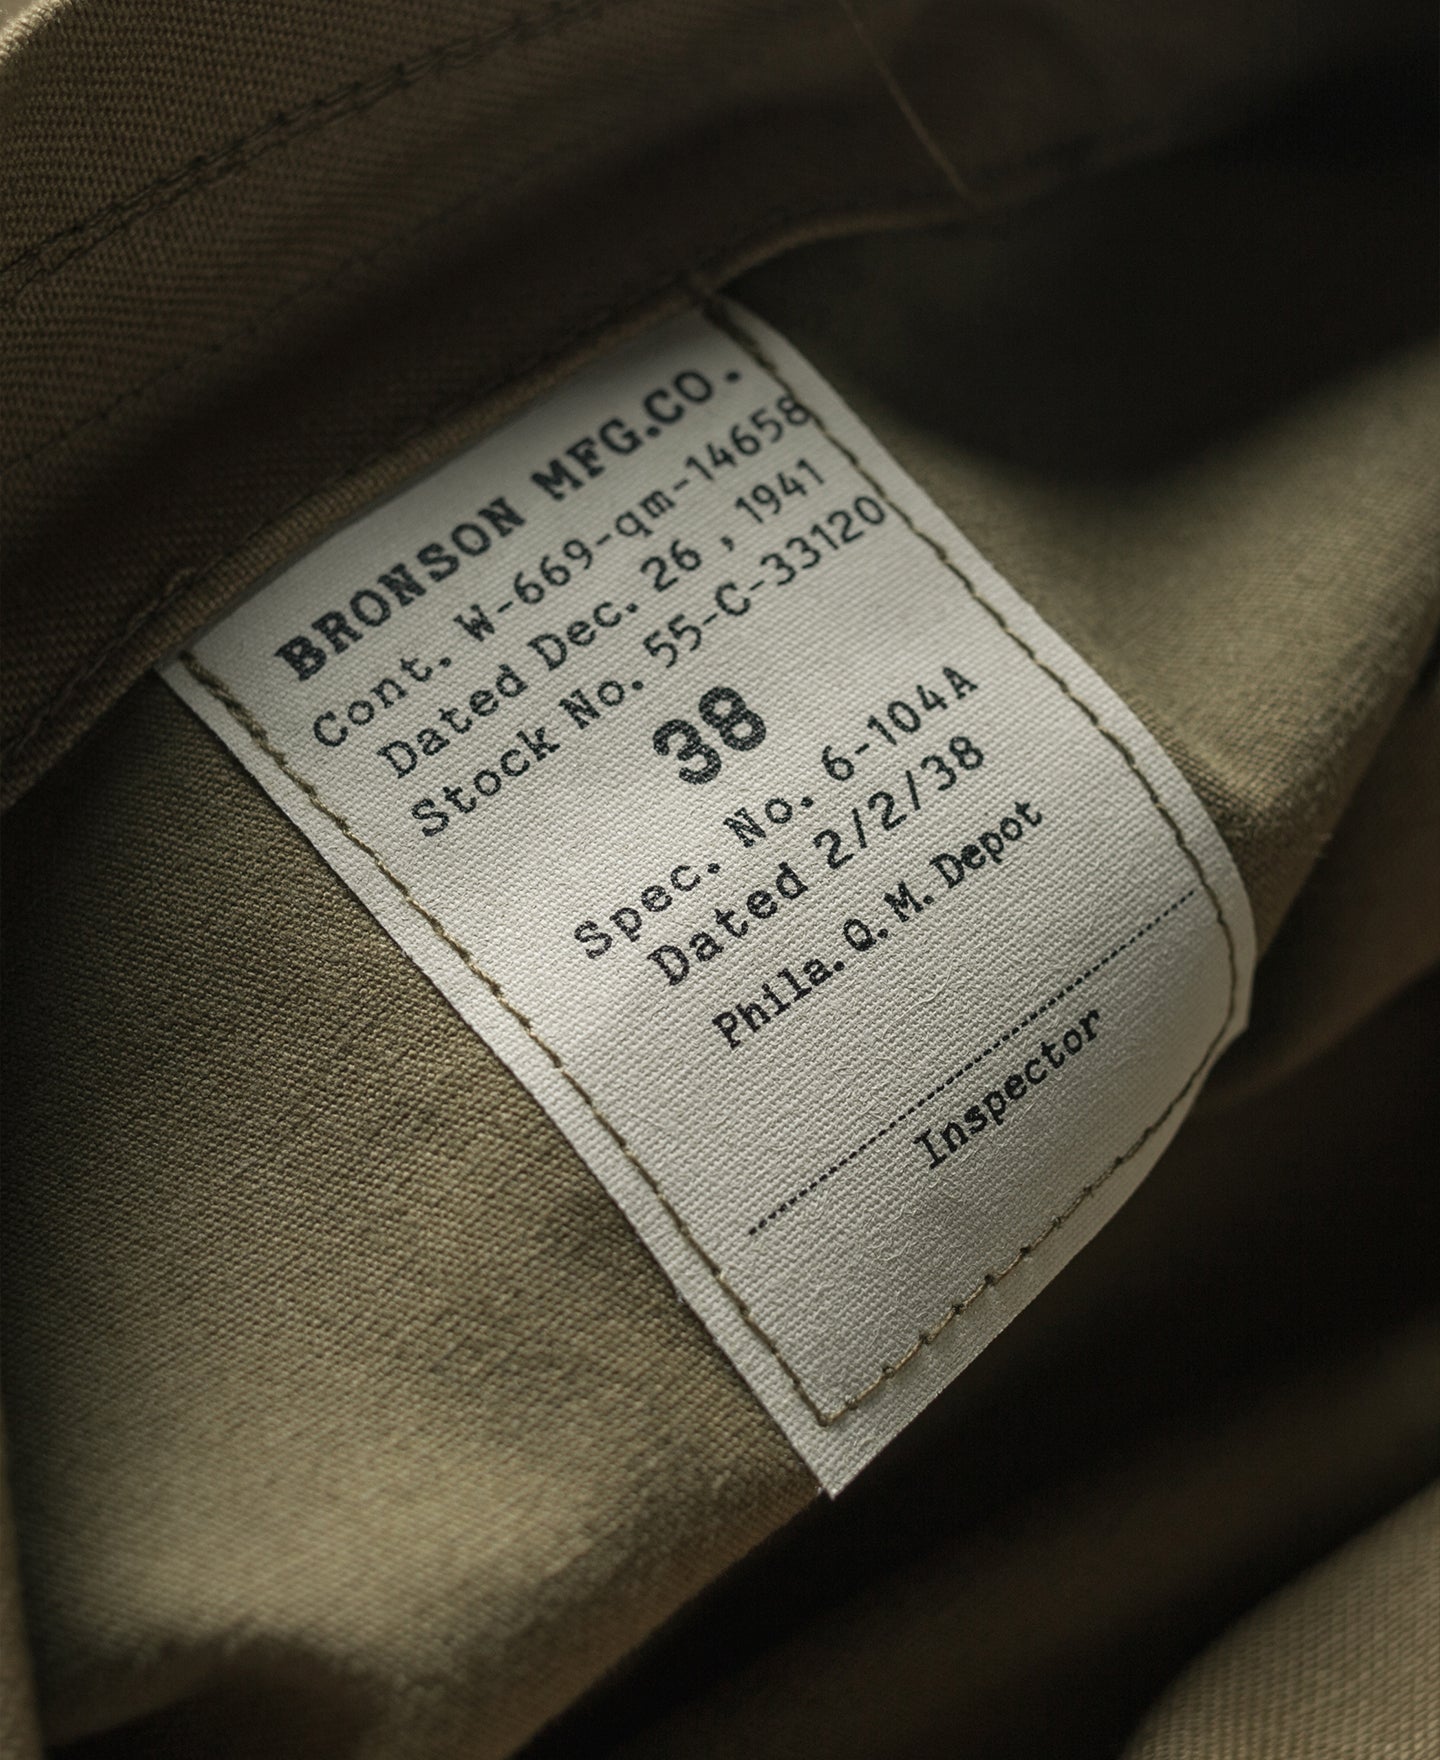 BRONSON MFG.CO.
Cont. W-669-qm-14658
Dated Dec. 26, 1941
Stock No. 55-C-33120
38
Spec. No. 6-104A
Dated 2/2/38
Phila. Q. M. Depot
Inspector